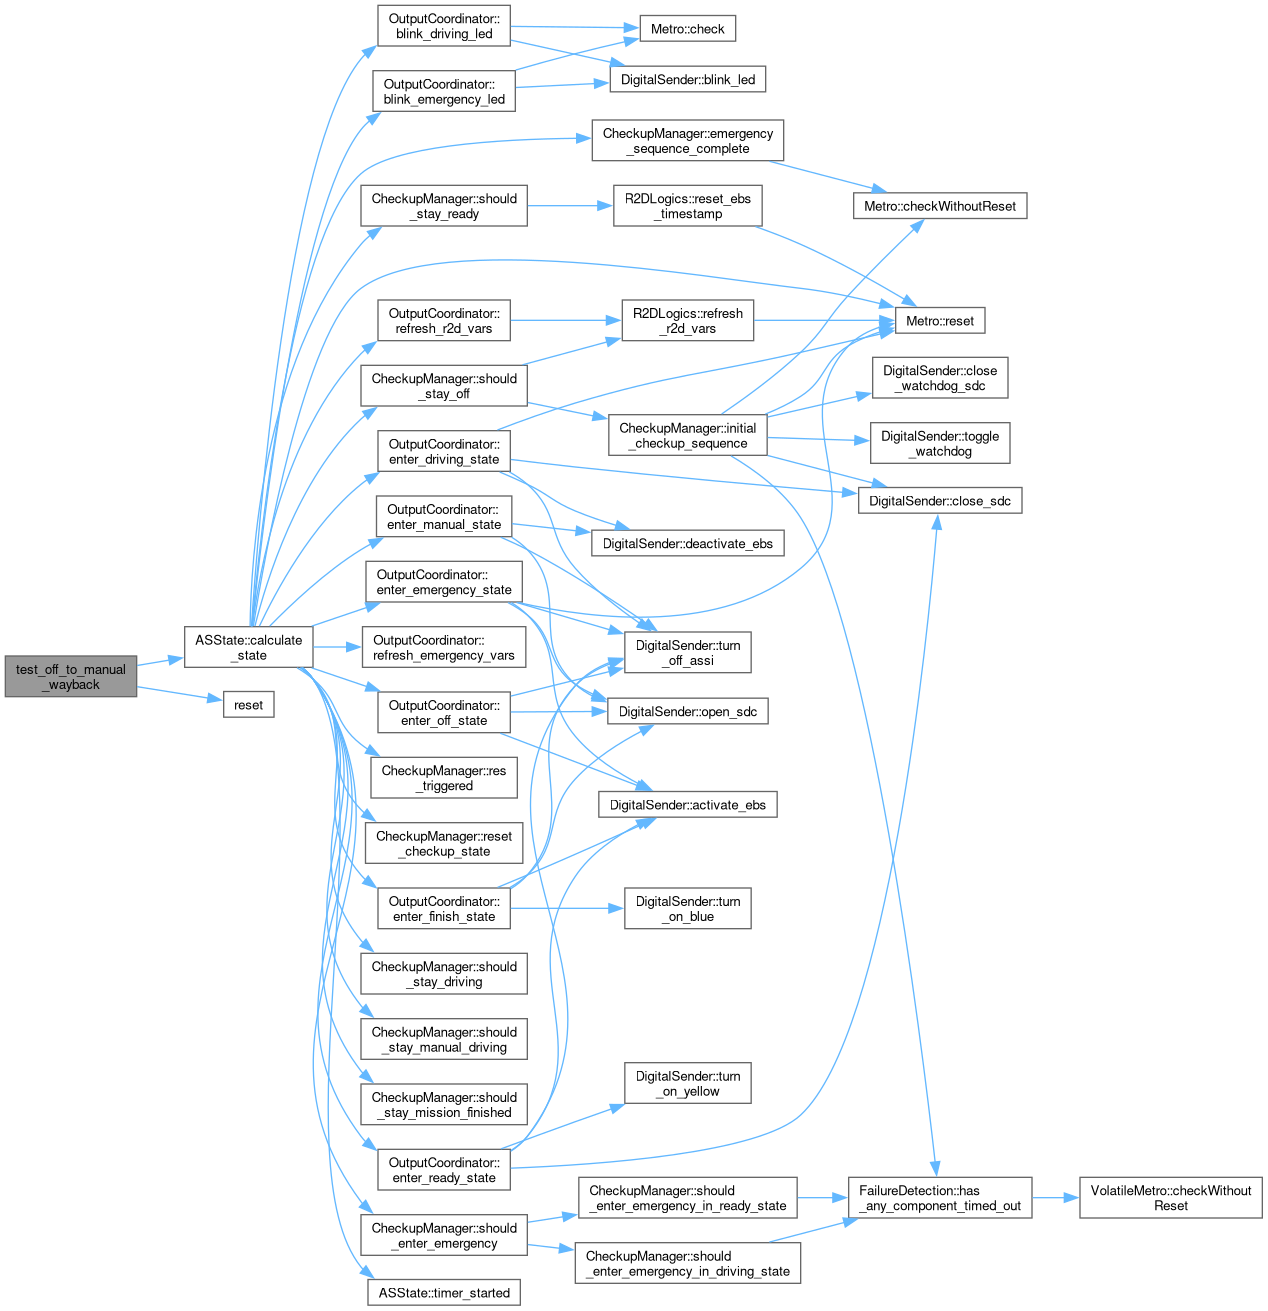 OutputCoordinator::
blink_driving_led
Metro::check
DigitalSender::blink_led
OutputCoordinator::
blink_emergency_led
CheckupManager::emergency
_sequence_complete
CheckupManager::should
_stay_ready
R2DLogics::reset_ebs
_timestamp
Metro::checkWithoutReset
OutputCoordinator::
refresh_r2d_vars
R2DLogics::refresh
_r2d_vars
Metro::reset
CheckupManager::should
_stay_off
DigitalSender::close
_watchdog_sdc
CheckupManager::initial
_checkup_sequence
DigitalSender::toggle
_watchdog
OutputCoordinator::
enter_driving_state
DigitalSender::close_sdc
OutputCoordinator::
enter_manual_state
DigitalSender::deactivate_ebs
OutputCoordinator::
enter_emergency_state
ASState::calculate
_state
OutputCoordinator::
refresh_emergency_vars
DigitalSender::turn
_off_assi
test_off_to_manual
_wayback
reset
OutputCoordinator::
enter_off_state
DigitalSender::open_sdc
CheckupManager::res
_triggered
DigitalSender::activate_ebs
CheckupManager::reset
_checkup_state
OutputCoordinator::
enter_finish_state
DigitalSender::turn
_on_blue
CheckupManager::should
_stay_driving
CheckupManager::should
_stay_manual_driving
CheckupManager::should
_stay_mission_finished
DigitalSender::turn
_on_yellow
OutputCoordinator::
enter_ready_state
CheckupManager::should
_enter_emergency_in_ready_state
FailureDetection::has
_any_component_timed_out
VolatileMetro::checkWithout
Reset
CheckupManager::should
_enter_emergency
CheckupManager::should
_enter_emergency_in_driving_state
ASState::timer_started